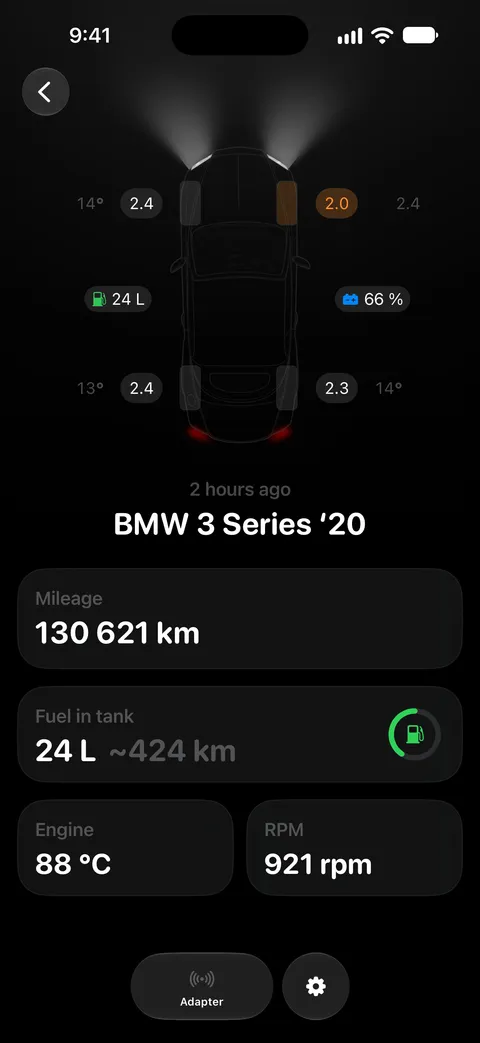 9:41
14° 2.4 2.0 2.4
24 L 66 %
13° 2.4 2.3 14°
2 hours ago
BMW 3 Series ‘20
Mileage
130 621 km
Fuel in tank
24 L ~424 km
Engine
88 °C
RPM
921 rpm
Adapter